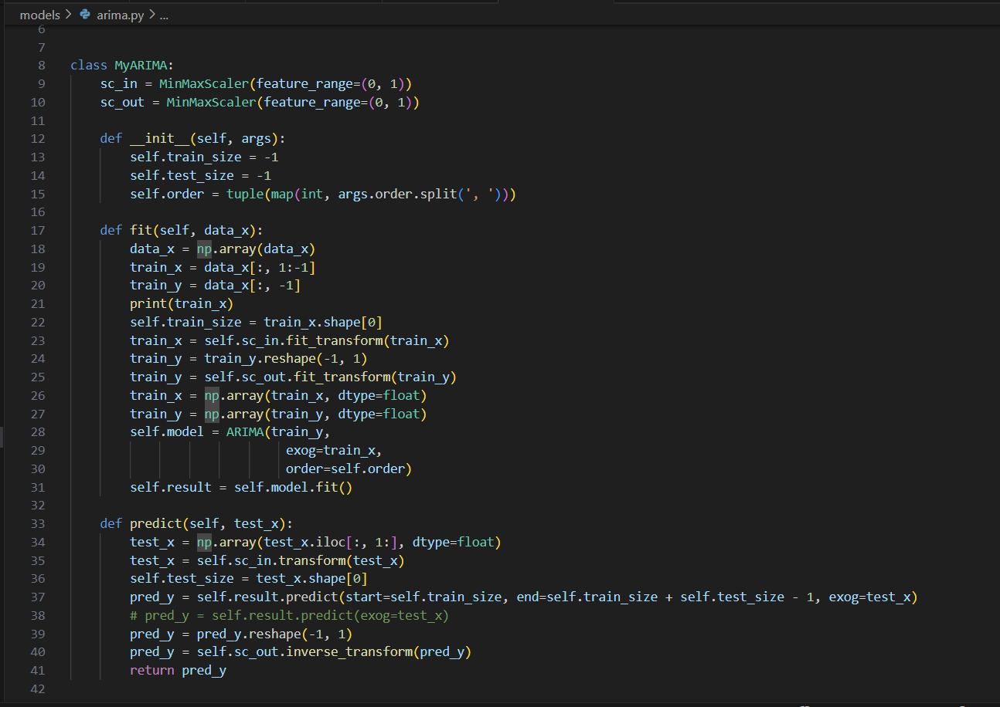 models > arima.py > ...
6
7
8 class MyARIMA:
9     sc_in = MinMaxScaler(feature_range=(0, 1))
10     sc_out = MinMaxScaler(feature_range=(0, 1))
11
12     def __init__(self, args):
13         self.train_size = -1
14         self.test_size = -1
15         self.order = tuple(map(int, args.order.split(', ')))
16
17     def fit(self, data_x):
18         data_x = np.array(data_x)
19         train_x = data_x[:, 1:-1]
20         train_y = data_x[:, -1]
21         print(train_x)
22         self.train_size = train_x.shape[0]
23         train_x = self.sc_in.fit_transform(train_x)
24         train_y = train_y.reshape(-1, 1)
25         train_y = self.sc_out.fit_transform(train_y)
26         train_x = np.array(train_x, dtype=float)
27         train_y = np.array(train_y, dtype=float)
28         self.model = ARIMA(train_y,
29                              exog=train_x,
30                              order=self.order)
31         self.result = self.model.fit()
32
33     def predict(self, test_x):
34         test_x = np.array(test_x.iloc[:, 1:], dtype=float)
35         test_x = self.sc_in.transform(test_x)
36         self.test_size = test_x.shape[0]
37         pred_y = self.result.predict(start=self.train_size, end=self.train_size + self.test_size - 1, exog=test_x)
38         # pred_y = self.result.predict(exog=test_x)
39         pred_y = pred_y.reshape(-1, 1)
40         pred_y = self.sc_out.inverse_transform(pred_y)
41         return pred_y
42